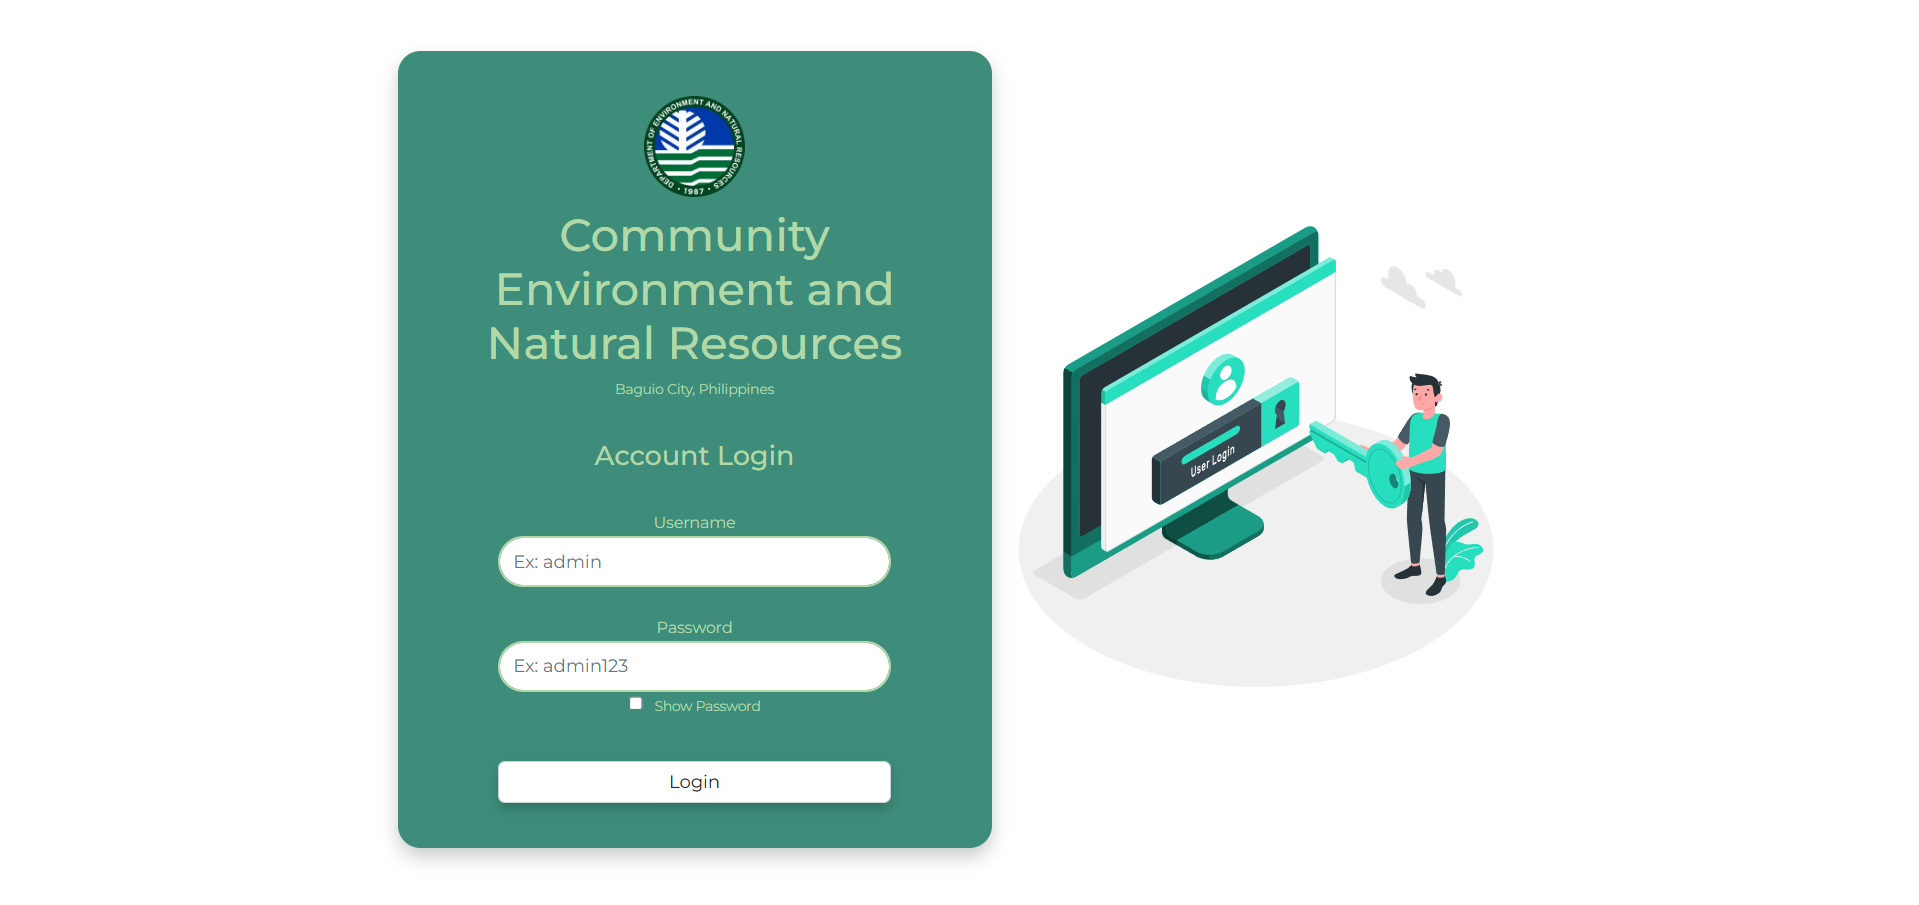 DEPARTMENT OF ENVIRONMENT AND NATURAL RESOURCES
• 1987 •
Community
Environment and
Natural Resources
Baguio City, Philippines
Account Login
Username
Ex: admin
Password
Ex: admin123
Show Password
Login
User Login